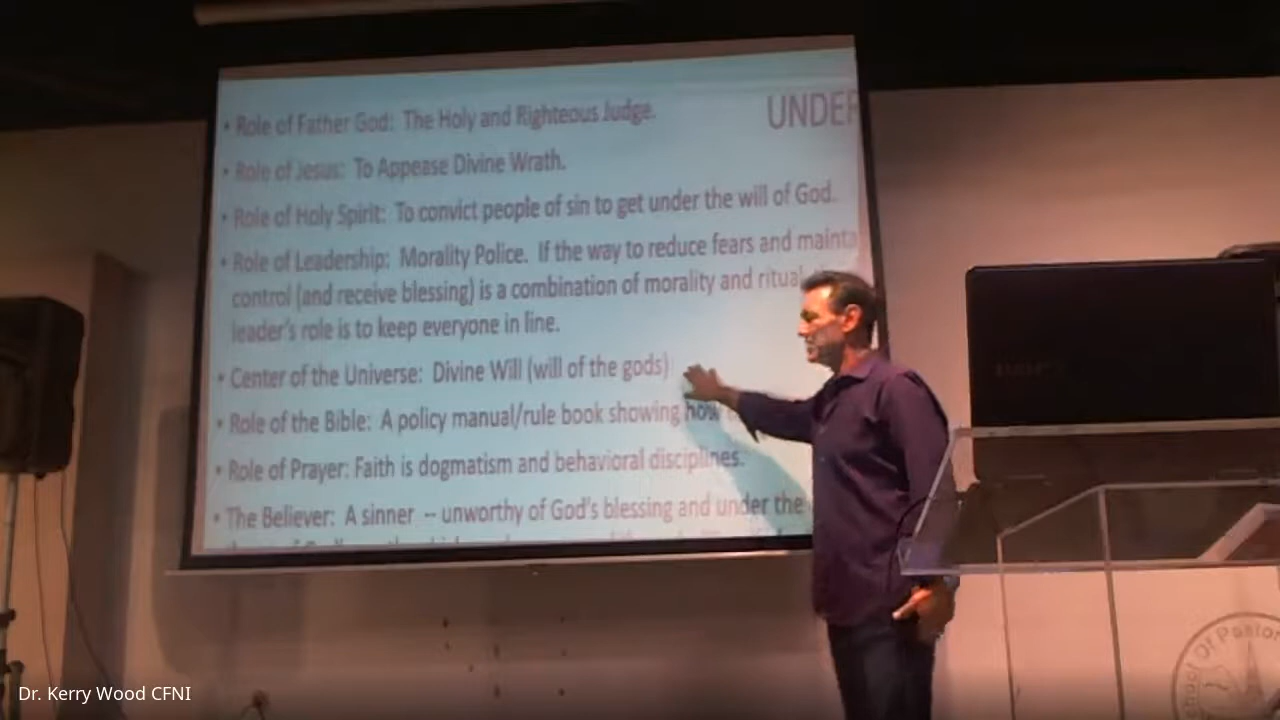 UNDER
• Role of Father God: The Holy and Righteous Judge.
• Role of Jesus: To Appease Divine Wrath.
• Role of Holy Spirit: To convict people of sin to get under the will of God.
• Role of Leadership: Morality Police. If the way to reduce fears and mainta
control (and receive blessing) is a combination of morality and ritual
leader's role is to keep everyone in line.
• Center of the Universe: Divine Will (will of the gods)
• Role of the Bible: A policy manual/rule book showing how
• Role of Prayer: Faith is dogmatism and behavioral disciplines.
• The Believer: A sinner -- unworthy of God's blessing and under the
School Of Pastor
Dr. Kerry Wood CFNI